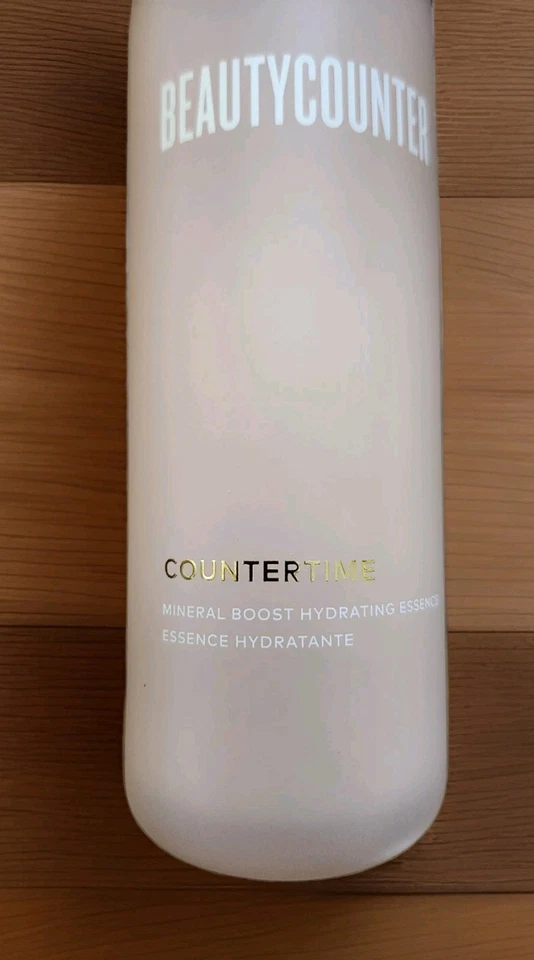 BEAUTYCOUNTER
COUNTERTIME
MINERAL BOOST HYDRATING ESSENCE
ESSENCE HYDRATANTE